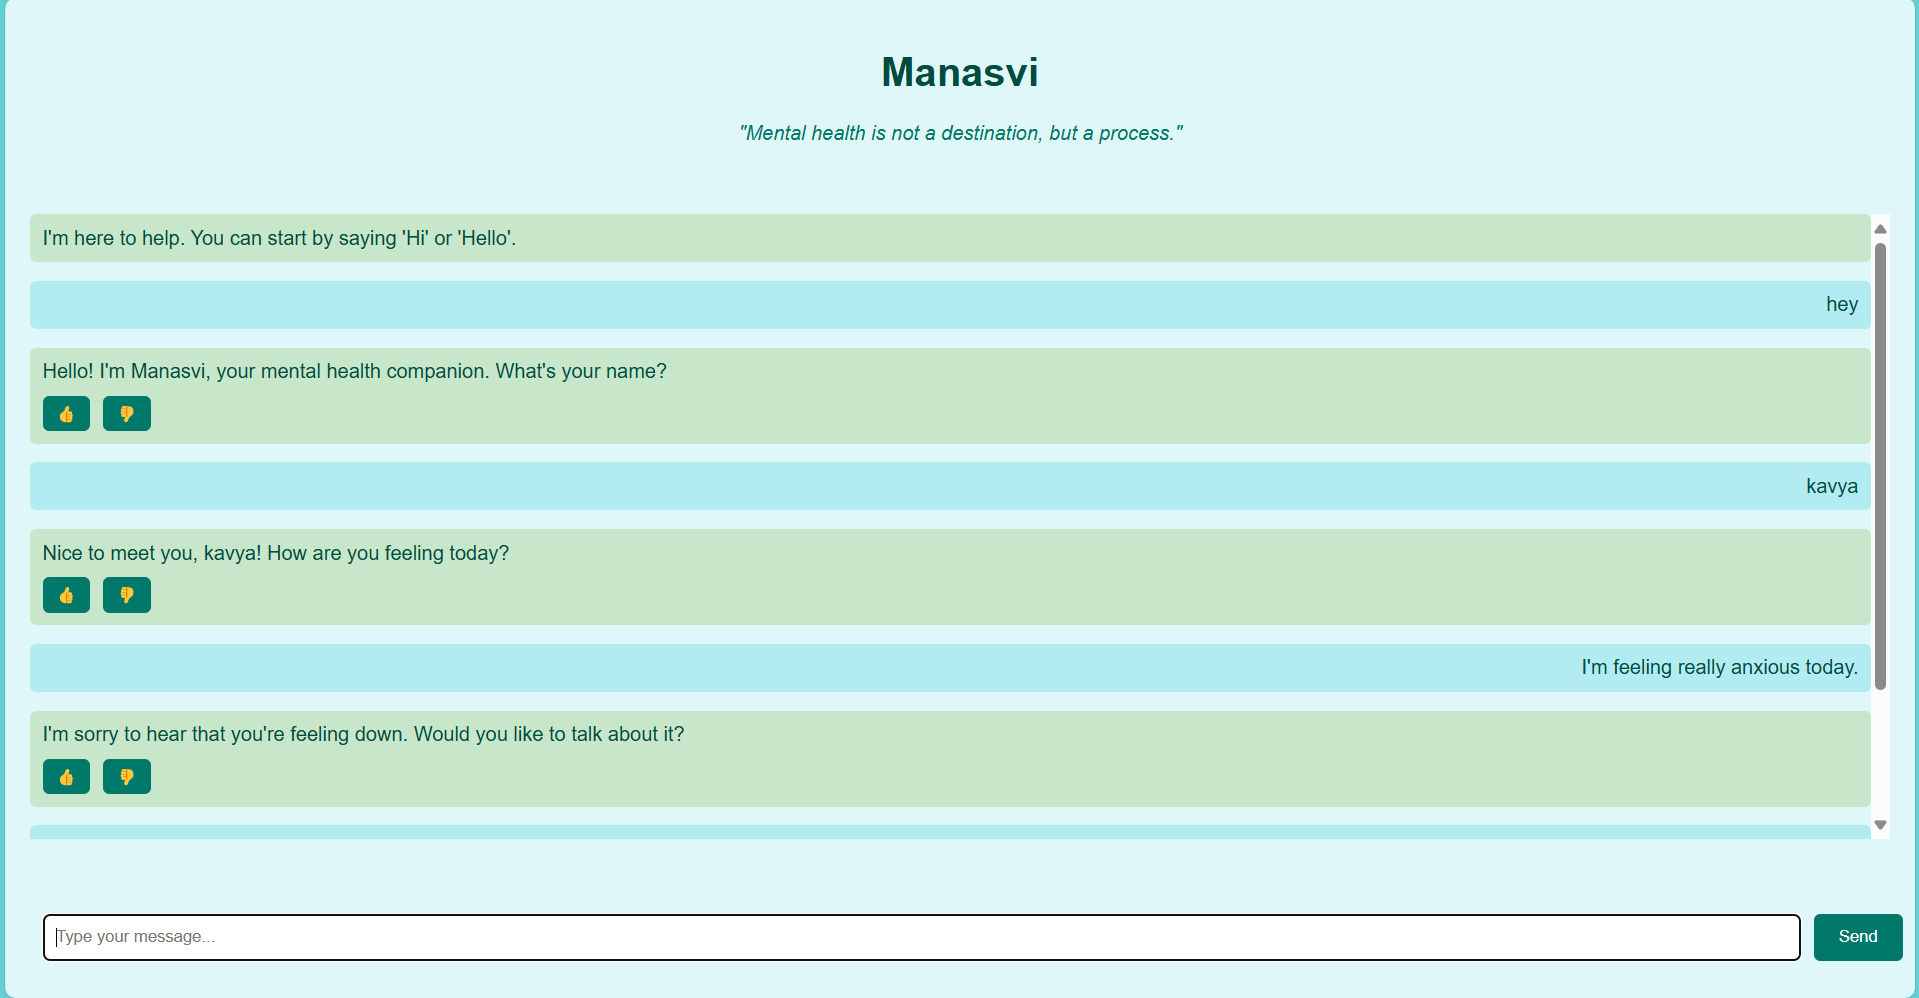 Manasvi
"Mental health is not a destination, but a process."
I'm here to help. You can start by saying 'Hi' or 'Hello'.
hey
Hello! I'm Manasvi, your mental health companion. What's your name?
kavya
Nice to meet you, kavya! How are you feeling today?
I'm feeling really anxious today.
I'm sorry to hear that you're feeling down. Would you like to talk about it?
Type your message...
Send